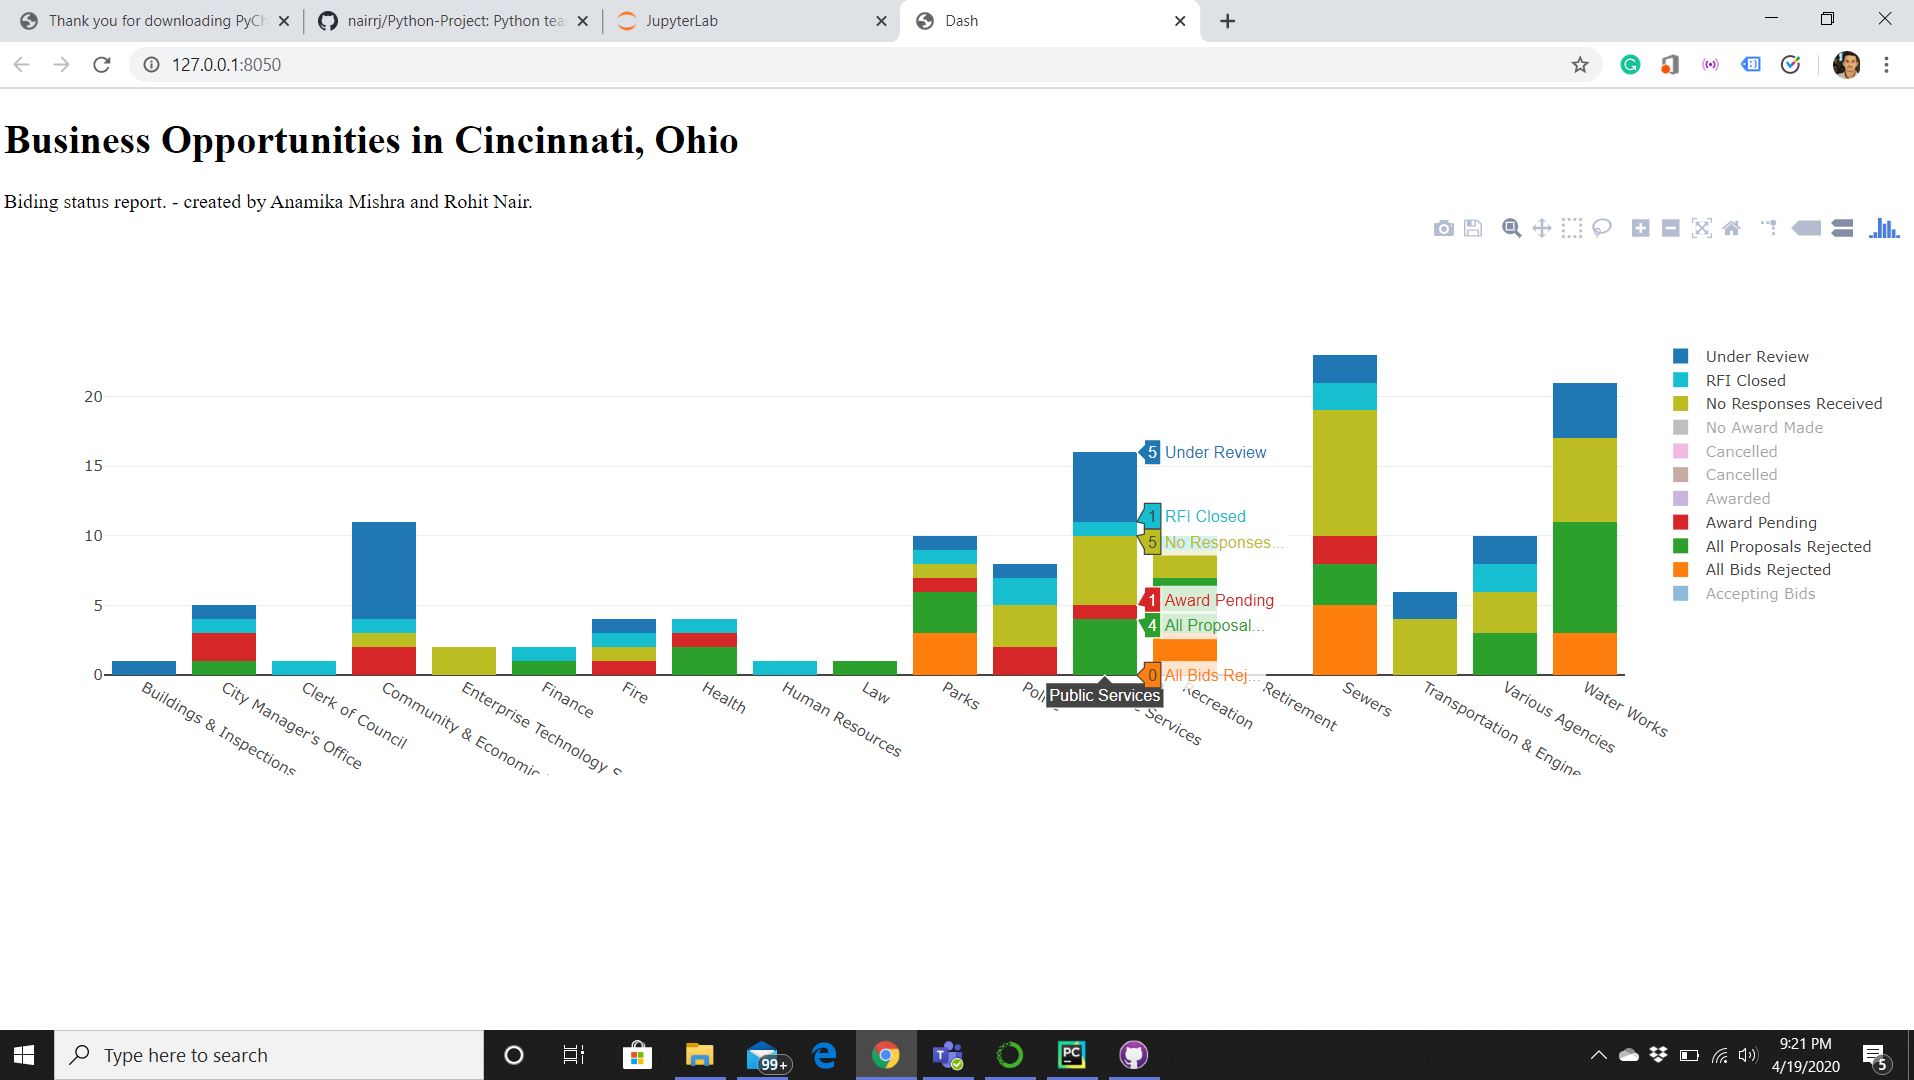 Thank you for downloading PyCh
nairrj/Python-Project: Python tea
JupyterLab
Dash
127.0.0.1:8050
Business Opportunities in Cincinnati, Ohio
Biding status report. - created by Anamika Mishra and Rohit Nair.
20
15
10
5
0
Under Review
RFI Closed
No Responses Received
No Award Made
Cancelled
Cancelled
Awarded
Award Pending
All Proposals Rejected
All Bids Rejected
Accepting Bids
5 Under Review
1 RFI Closed
5 No Responses...
1 Award Pending
4 All Proposal...
0 All Bids Rej...
Public Services
Buildings & Inspections
City Manager's Office
Clerk of Council
Community & Economic
Enterprise Technology S
Finance
Fire
Health
Human Resources
Law
Parks
Poli
Services
Recreation
Retirement
Sewers
Transportation & Engine
Various Agencies
Water Works
Type here to search
99+
PC
9:21 PM
4/19/2020
5